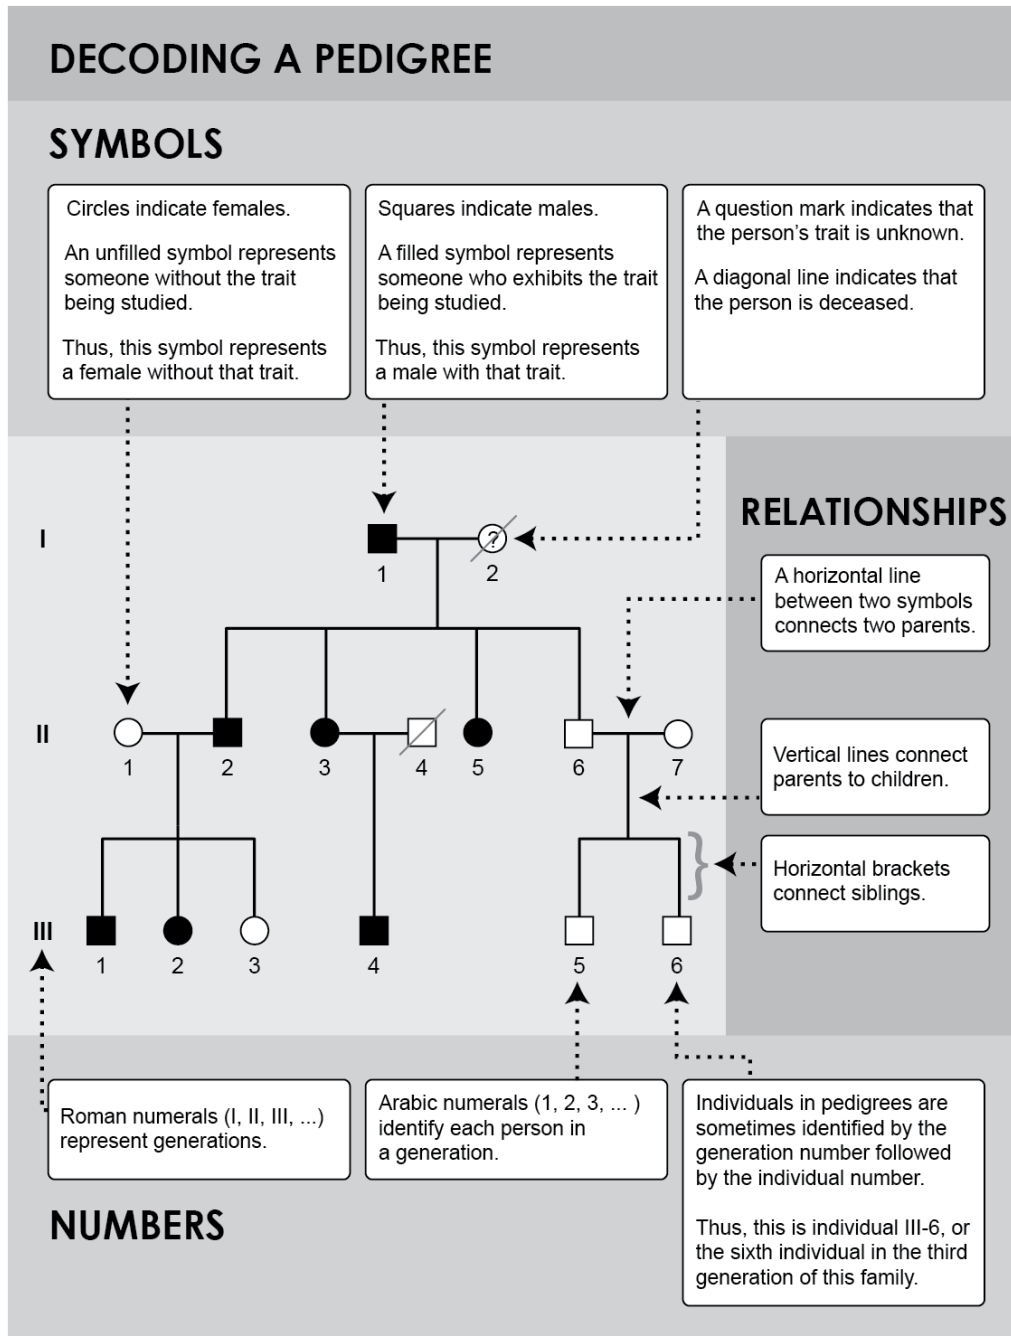 DECODING A PEDIGREE
SYMBOLS
Circles indicate females.
An unfilled symbol represents
someone without the trait
being studied.
Thus, this symbol represents
a female without that trait.
Squares indicate males.
A filled symbol represents
someone who exhibits the trait
being studied.
Thus, this symbol represents
a male with that trait.
A question mark indicates that
the person's trait is unknown.
A diagonal line indicates that
the person is deceased.
I
?
1
2
RELATIONSHIPS
A horizontal line
between two symbols
connects two parents.
II
1
2
3
4
5
6
7
Vertical lines connect
parents to children.
Horizontal brackets
connect siblings.
III
1
2
3
4
5
6
Roman numerals (I, II, III, ...)
represent generations.
Arabic numerals (1, 2, 3, ... )
identify each person in
a generation.
Individuals in pedigrees are
sometimes identified by the
generation number followed
by the individual number.
Thus, this is individual III-6, or
the sixth individual in the third
generation of this family.
NUMBERS